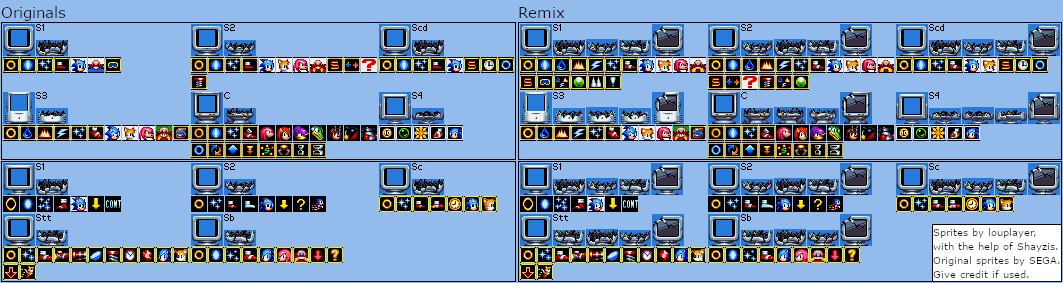 Originals
Remix
S1
S2
Scd
S1
S2
Scd
S3
C
S4
S3
C
S4
S1
S2
Sc
S1
S2
Sc
CONT
CONT
Stt
Sb
Stt
Sb
Sprites by louplayer,
with the help of Shayzis.
Original sprites by SEGA.
Give credit if used.